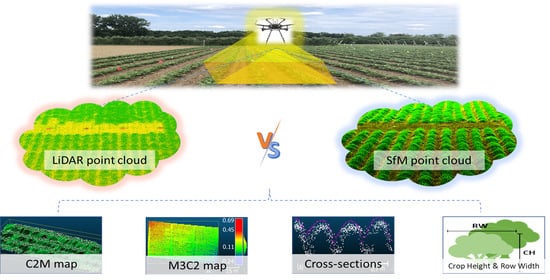 LiDAR point cloud
VS
SfM point cloud
C2M map
0.69
0.45
0.24
M3C2 map
Cross-sections
RW
CH
Crop Height & Row Width